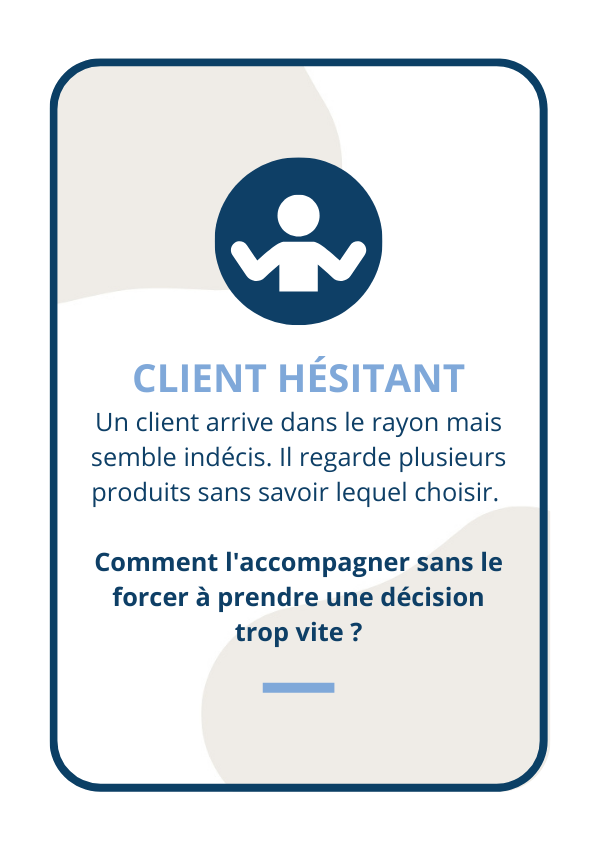 CLIENT HÉSITANT
Un client arrive dans le rayon mais
semble indécis. Il regarde plusieurs
produits sans savoir lequel choisir.
Comment l'accompagner sans le
forcer à prendre une décision
trop vite ?